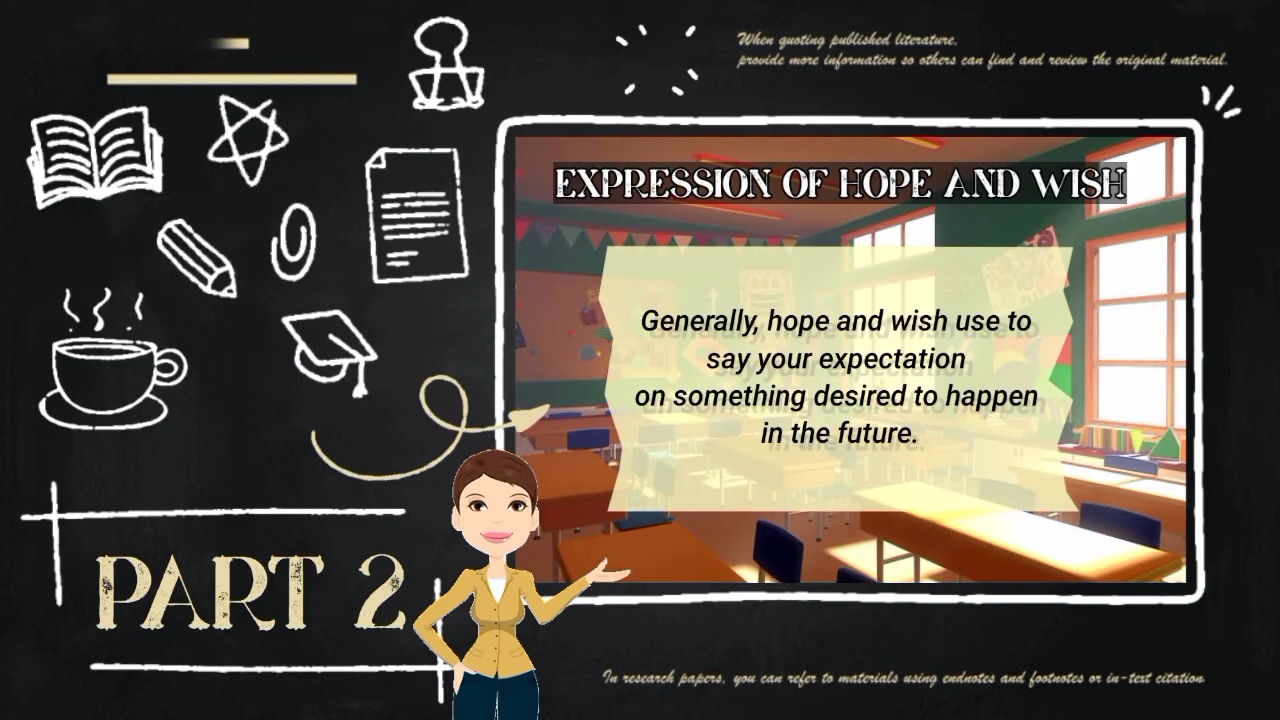 When quoting published literature,
provide more information so others can find and review the original material.
EXPRESSION OF HOPE AND WISH
Generally, hope and wish use to
say your expectation
on something desired to happen
in the future.
PART 2
In research papers, you can refer to materials using endnotes and footnotes or in-text citation